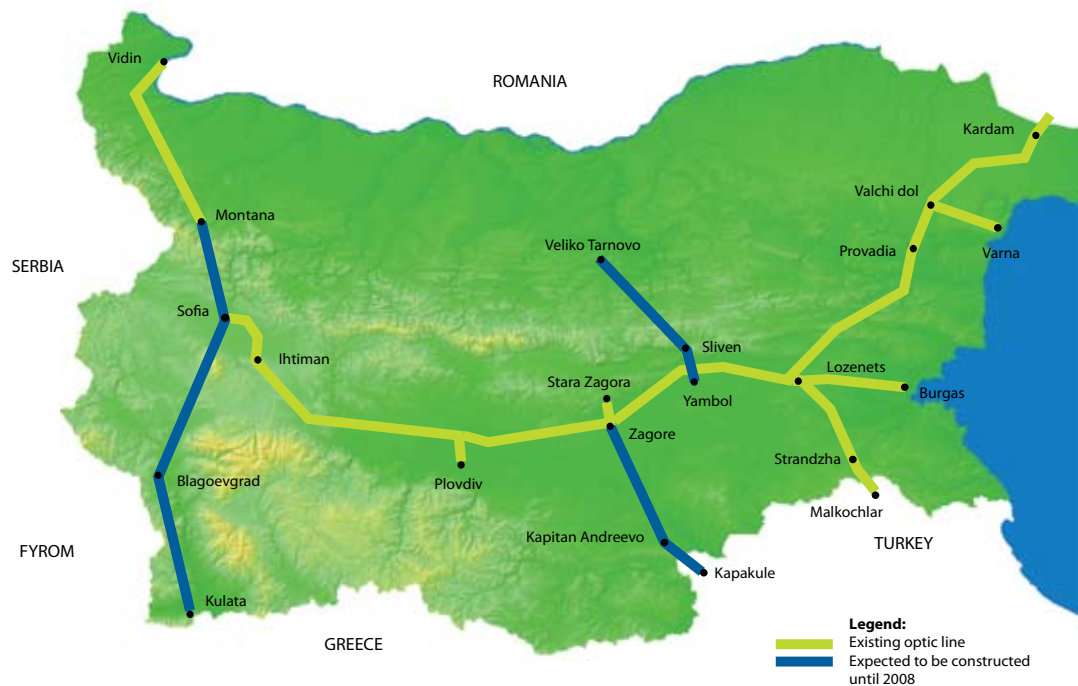 Vidin
ROMANIA
Kardam
Valchi dol
Montana
Veliko Tarnovo
Provadia
Varna
SERBIA
Sofia
Sliven
Ihtiman
Lozenets
Stara Zagora
Yambol
Burgas
Zagore
Strandzha
Blagoevgrad
Plovdiv
Malkochlar
Kapitan Andreevo
TURKEY
FYROM
Kapakule
Kulata
GREECE
Legend:
Existing optic line
Expected to be constructed
until 2008